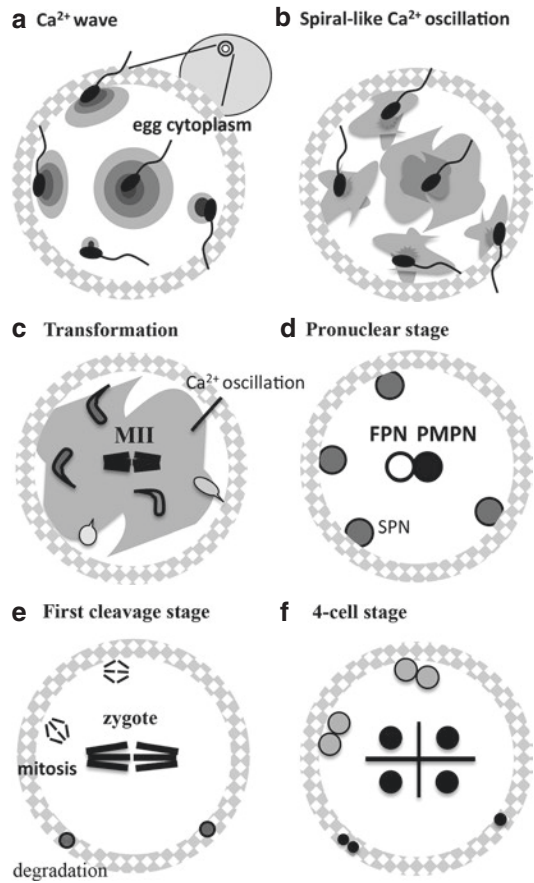 a Ca²⁺ wave
egg cytoplasm
b Spiral-like Ca²⁺ oscillation
c Transformation
Ca²⁺ oscillation
MII
d Pronuclear stage
FPN PMPN
SPN
e First cleavage stage
zygote
mitosis
degradation
f 4-cell stage